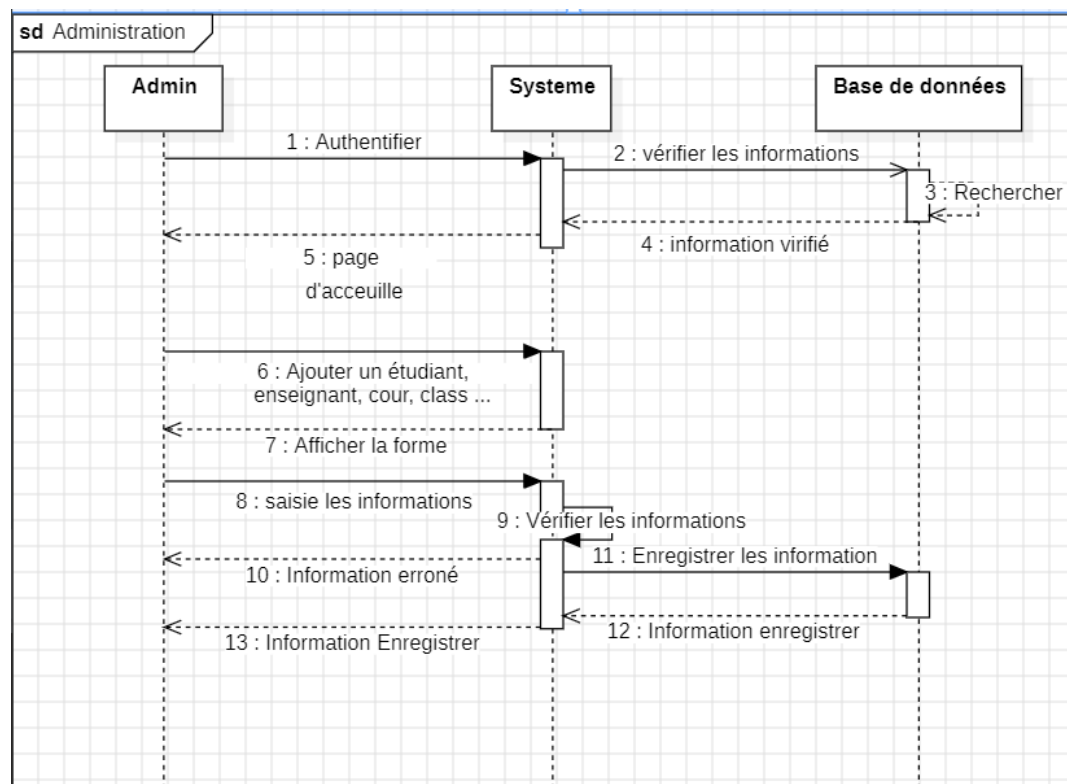 sd Administration
Admin
Systeme
Base de données
1 : Authentifier
2 : vérifier les informations
3 : Rechercher
4 : information virifié
5 : page
d'acceuille
6 : Ajouter un étudiant,
enseignant, cour, class ...
7 : Afficher la forme
8 : saisie les informations
9 : Vérifier les informations
10 : Information erroné
11 : Enregistrer les information
12 : Information enregistrer
13 : Information Enregistrer